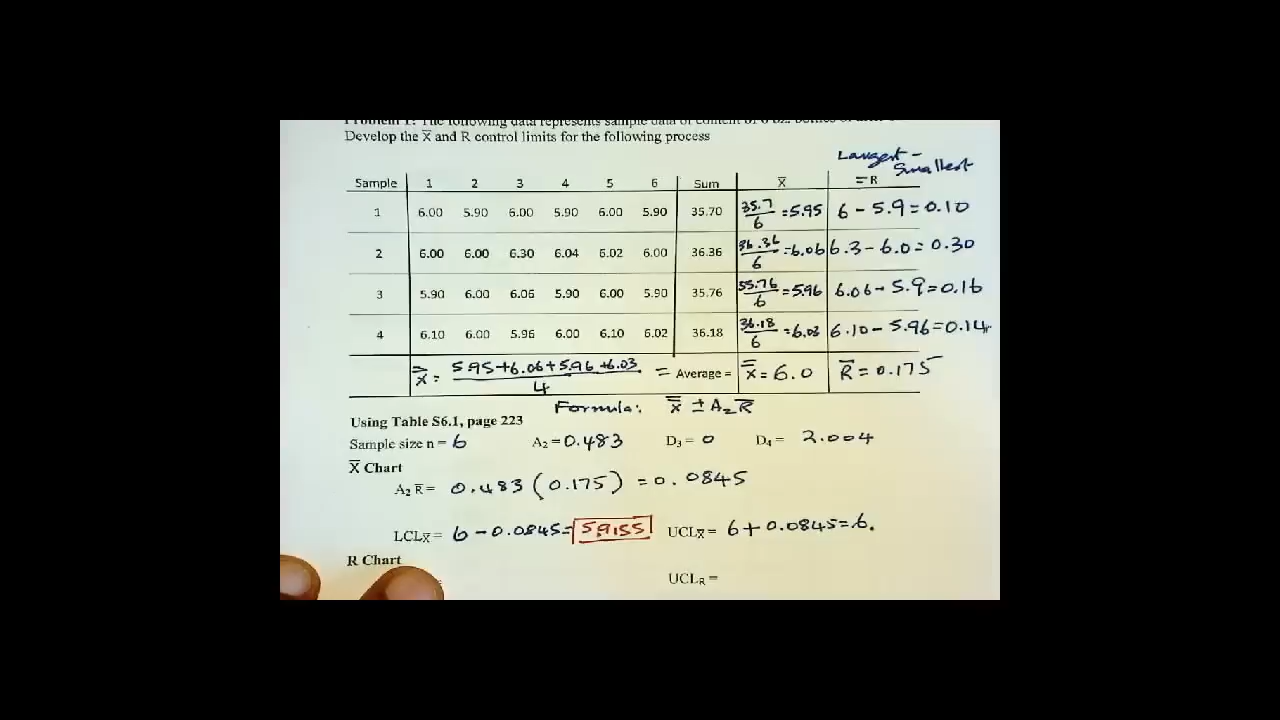 Develop the X̄ and R control limits for the following process
Largest - Smallest
Sample 1 2 3 4 5 6 Sum X̄ = R
1 6.00 5.90 6.00 5.90 6.00 5.90 35.70 35.7/6 = 5.95 6 - 5.9 = 0.10
2 6.00 6.00 6.30 6.04 6.02 6.00 36.36 36.36/6 = 6.06 6.3 - 6.0 = 0.30
3 5.90 6.00 6.06 5.90 6.00 5.90 35.76 35.76/6 = 5.96 6.06 - 5.9 = 0.16
4 6.10 6.00 5.96 6.00 6.10 6.02 36.18 36.18/6 = 6.03 6.10 - 5.96 = 0.14
X̿ = 5.95+6.06+5.96+6.03/4 = Average = X̿ = 6.0 R̄ = 0.175
Formula: X̿ ± A₂R̄
Using Table S6.1, page 223
Sample size n = 6 A₂ = 0.483 D₃ = 0 D₄ = 2.004
X̄ Chart
A₂ R̄ = 0.483 (0.175) = 0.0845
LCLx̄ = 6 - 0.0845 = 5.9155 UCLx̄ = 6 + 0.0845 = 6.
R Chart
UCLR =